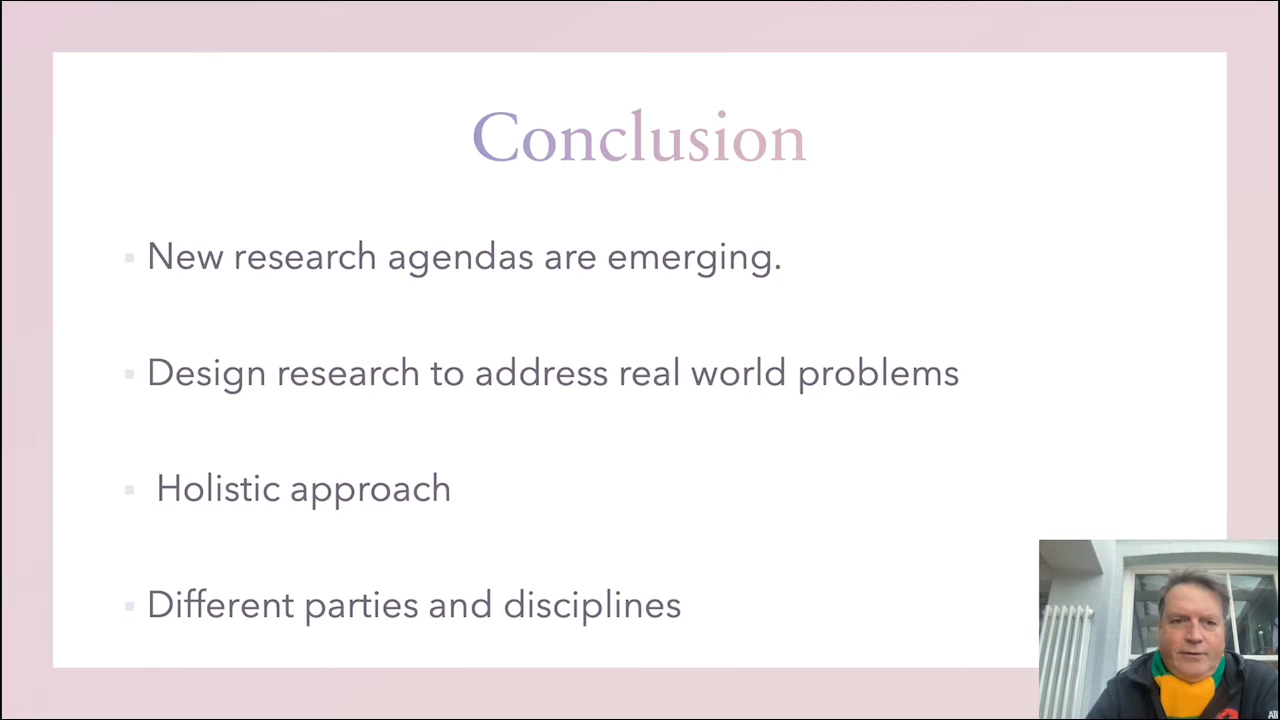 Conclusion
New research agendas are emerging.
Design research to address real world problems
Holistic approach
Different parties and disciplines